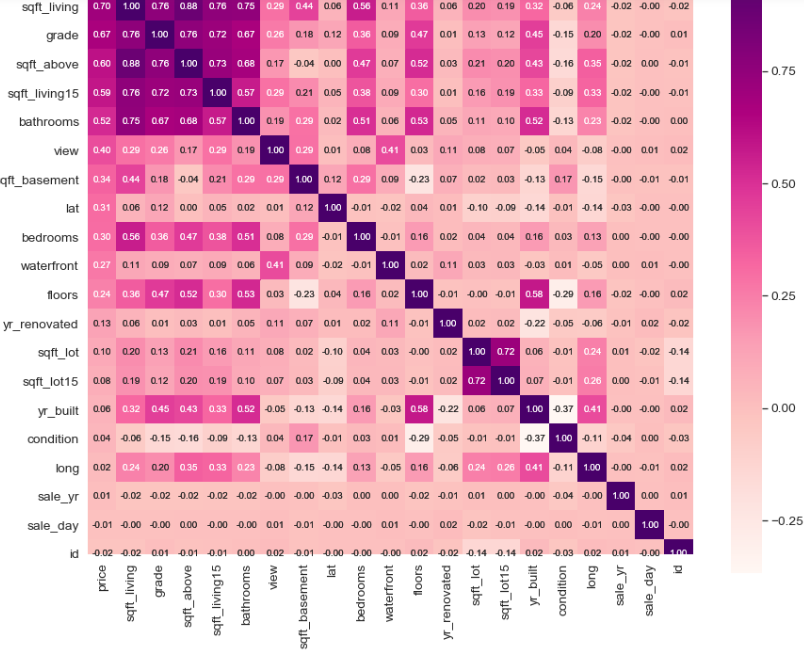 sqft_living 0.70 1.00 0.76 0.88 0.76 0.75 0.29 0.44 0.06 0.56 0.11 0.36 0.06 0.20 0.19 0.32 -0.06 0.24 -0.02 -0.00 -0.02
grade 0.67 0.76 1.00 0.76 0.72 0.67 0.26 0.18 0.12 0.36 0.09 0.47 0.01 0.13 0.12 0.45 -0.15 0.20 -0.02 -0.00 0.01
sqft_above 0.60 0.88 0.76 1.00 0.73 0.68 0.17 -0.04 0.00 0.47 0.07 0.52 0.03 0.21 0.20 0.43 -0.16 0.35 -0.02 -0.00 -0.01
sqft_living15 0.59 0.76 0.72 0.73 1.00 0.57 0.29 0.21 0.05 0.38 0.09 0.30 0.01 0.16 0.19 0.33 -0.09 0.33 -0.02 -0.01 -0.00
bathrooms 0.52 0.75 0.67 0.68 0.57 1.00 0.19 0.29 0.02 0.51 0.06 0.53 0.05 0.11 0.10 0.52 -0.13 0.23 -0.02 -0.00 0.00
view 0.40 0.29 0.26 0.17 0.29 0.19 1.00 0.29 0.01 0.08 0.41 0.03 0.11 0.08 0.07 -0.05 0.04 -0.08 -0.00 0.01 0.02
qft_basement 0.34 0.44 0.18 -0.04 0.21 0.29 0.29 1.00 0.12 0.29 0.09 -0.23 0.07 0.02 0.03 -0.13 0.17 -0.15 -0.00 -0.01 -0.01
lat 0.31 0.06 0.12 0.00 0.05 0.02 0.01 0.12 1.00 -0.01 -0.02 0.04 0.01 -0.10 -0.09 -0.14 -0.01 -0.14 -0.03 -0.00 -0.00
bedrooms 0.30 0.56 0.36 0.47 0.38 0.51 0.08 0.29 -0.01 1.00 -0.01 0.16 0.02 0.04 0.04 0.16 0.03 0.13 0.00 -0.01 -0.00
waterfront 0.27 0.11 0.09 0.07 0.09 0.06 0.41 0.09 -0.02 -0.01 1.00 0.02 0.11 0.03 0.03 -0.03 0.01 -0.05 0.00 0.01 -0.00
floors 0.24 0.36 0.47 0.52 0.30 0.53 0.03 -0.23 0.04 0.16 0.02 1.00 -0.01 -0.00 -0.01 0.58 -0.29 0.16 -0.02 -0.00 0.02
yr_renovated 0.13 0.06 0.01 0.03 0.01 0.05 0.11 0.07 0.01 0.02 0.11 -0.01 1.00 0.02 0.02 -0.22 -0.05 -0.06 -0.01 0.02 -0.02
sqft_lot 0.10 0.20 0.13 0.21 0.16 0.11 0.08 0.02 -0.10 0.04 0.03 -0.00 0.02 1.00 0.72 0.06 -0.01 0.24 0.01 -0.02 -0.14
sqft_lot15 0.08 0.19 0.12 0.20 0.19 0.10 0.07 0.03 -0.09 0.04 0.03 -0.01 0.02 0.72 1.00 0.07 -0.01 0.26 0.01 -0.02 -0.14
yr_built 0.06 0.32 0.45 0.43 0.33 0.52 -0.05 -0.13 -0.14 0.16 -0.03 0.58 -0.22 0.06 0.07 1.00 -0.37 0.41 -0.00 -0.00 0.02
condition 0.04 -0.06 -0.15 -0.16 -0.09 -0.13 0.04 0.17 -0.01 0.03 0.01 -0.29 -0.05 -0.01 -0.01 -0.37 1.00 -0.11 -0.04 0.00 -0.03
long 0.02 0.24 0.20 0.35 0.33 0.23 -0.08 -0.15 -0.14 0.13 -0.05 0.16 -0.06 0.24 0.26 0.41 -0.11 1.00 -0.00 -0.01 0.02
sale_yr 0.01 -0.02 -0.02 -0.02 -0.02 -0.02 -0.00 -0.00 -0.03 0.00 0.00 -0.02 -0.01 0.01 0.01 -0.00 -0.04 -0.00 1.00 0.00 0.01
sale_day -0.01 -0.00 -0.00 -0.00 -0.01 -0.00 0.01 -0.01 -0.00 -0.01 0.01 -0.00 0.02 -0.02 -0.02 -0.00 0.00 -0.01 0.00 1.00 -0.00
id -0.02 -0.02 0.01 -0.01 -0.00 0.00 0.02 -0.01 -0.00 -0.00 -0.00 0.02 -0.02 -0.14 -0.14 0.02 -0.03 0.02 0.01 -0.00 1.00
price sqft_living grade sqft_above sqft_living15 bathrooms view sqft_basement lat bedrooms waterfront floors yr_renovated sqft_lot sqft_lot15 yr_built condition long sale_yr sale_day id
0.75
0.50
0.25
0.00
-0.25